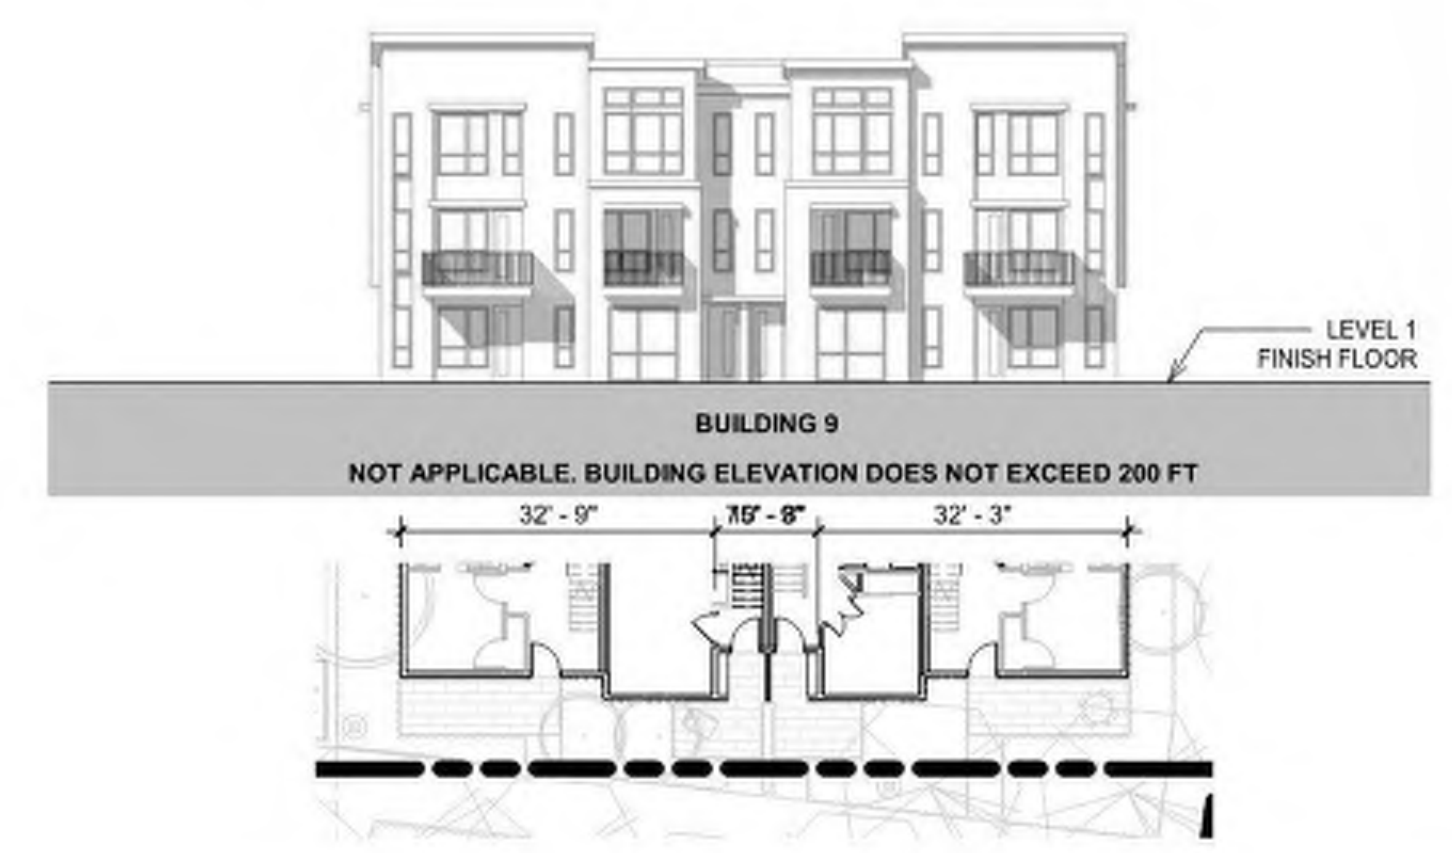 LEVEL 1
FINISH FLOOR
BUILDING 9
NOT APPLICABLE. BUILDING ELEVATION DOES NOT EXCEED 200 FT
32' - 9" 32' - 3"